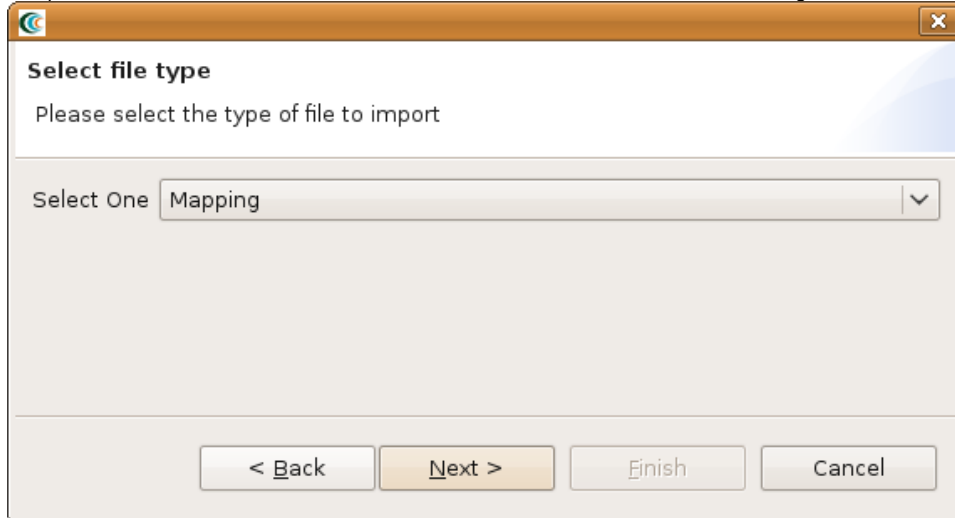 Select file type
Please select the type of file to import
Select One Mapping
< Back Next > Finish Cancel